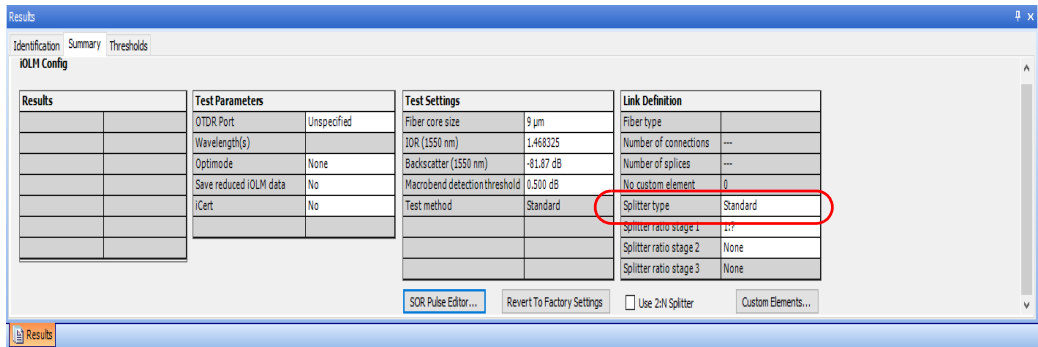 Results
Identification Summary Thresholds
iOLM Config
Results Test Parameters Test Settings Link Definition
OTDR Port Unspecified Fiber core size 9 µm Fiber type
Wavelength(s) IOR (1550 nm) 1.468325 Number of connections ---
Optimode None Backscatter (1550 nm) -81.87 dB Number of splices ---
Save reduced iOLM data No Macrobend detection threshold 0.500 dB No custom element 0
iCert No Test method Standard Splitter type Standard
Splitter ratio stage 1 1:?
Splitter ratio stage 2 None
Splitter ratio stage 3 None
SOR Pulse Editor... Revert To Factory Settings Use 2:N Splitter Custom Elements...
Results